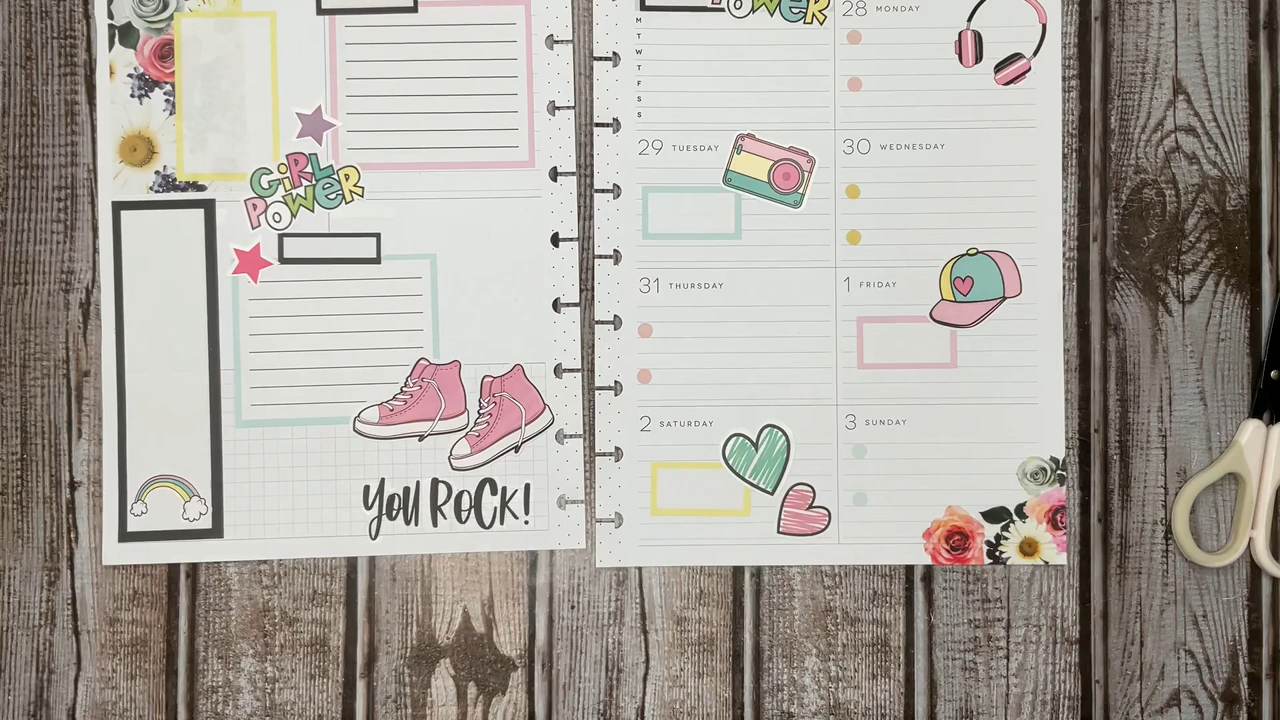 GiRL
POWER
YOU ROCK!
POWER
M
T
W
T
F
S
S
28 MONDAY
29 TUESDAY
30 WEDNESDAY
31 THURSDAY
1 FRIDAY
2 SATURDAY
3 SUNDAY